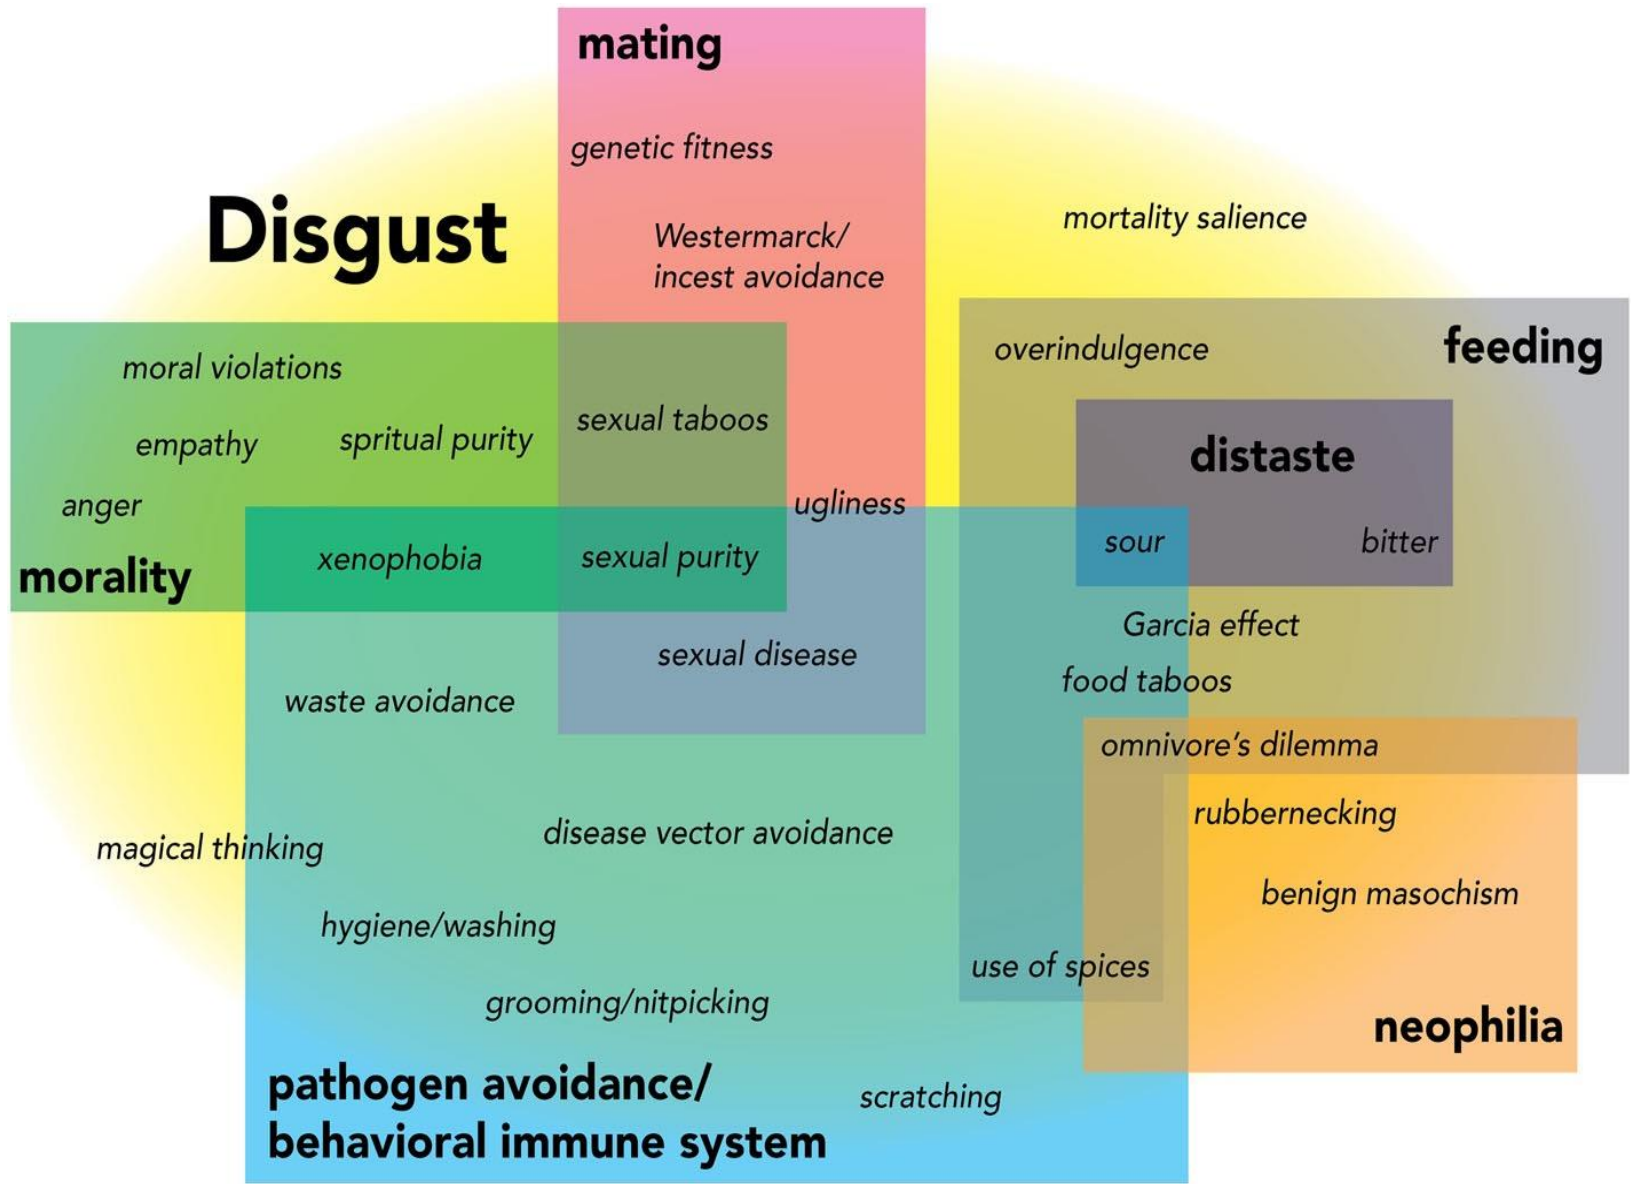 mating
genetic fitness
Disgust
Westermarck/
incest avoidance
mortality salience
moral violations
overindulgence
feeding
empathy
spritual purity
sexual taboos
distaste
anger
ugliness
morality
xenophobia
sexual purity
sour
bitter
Garcia effect
sexual disease
food taboos
waste avoidance
omnivore's dilemma
rubbernecking
magical thinking
disease vector avoidance
benign masochism
hygiene/washing
use of spices
grooming/nitpicking
neophilia
pathogen avoidance/
behavioral immune system
scratching